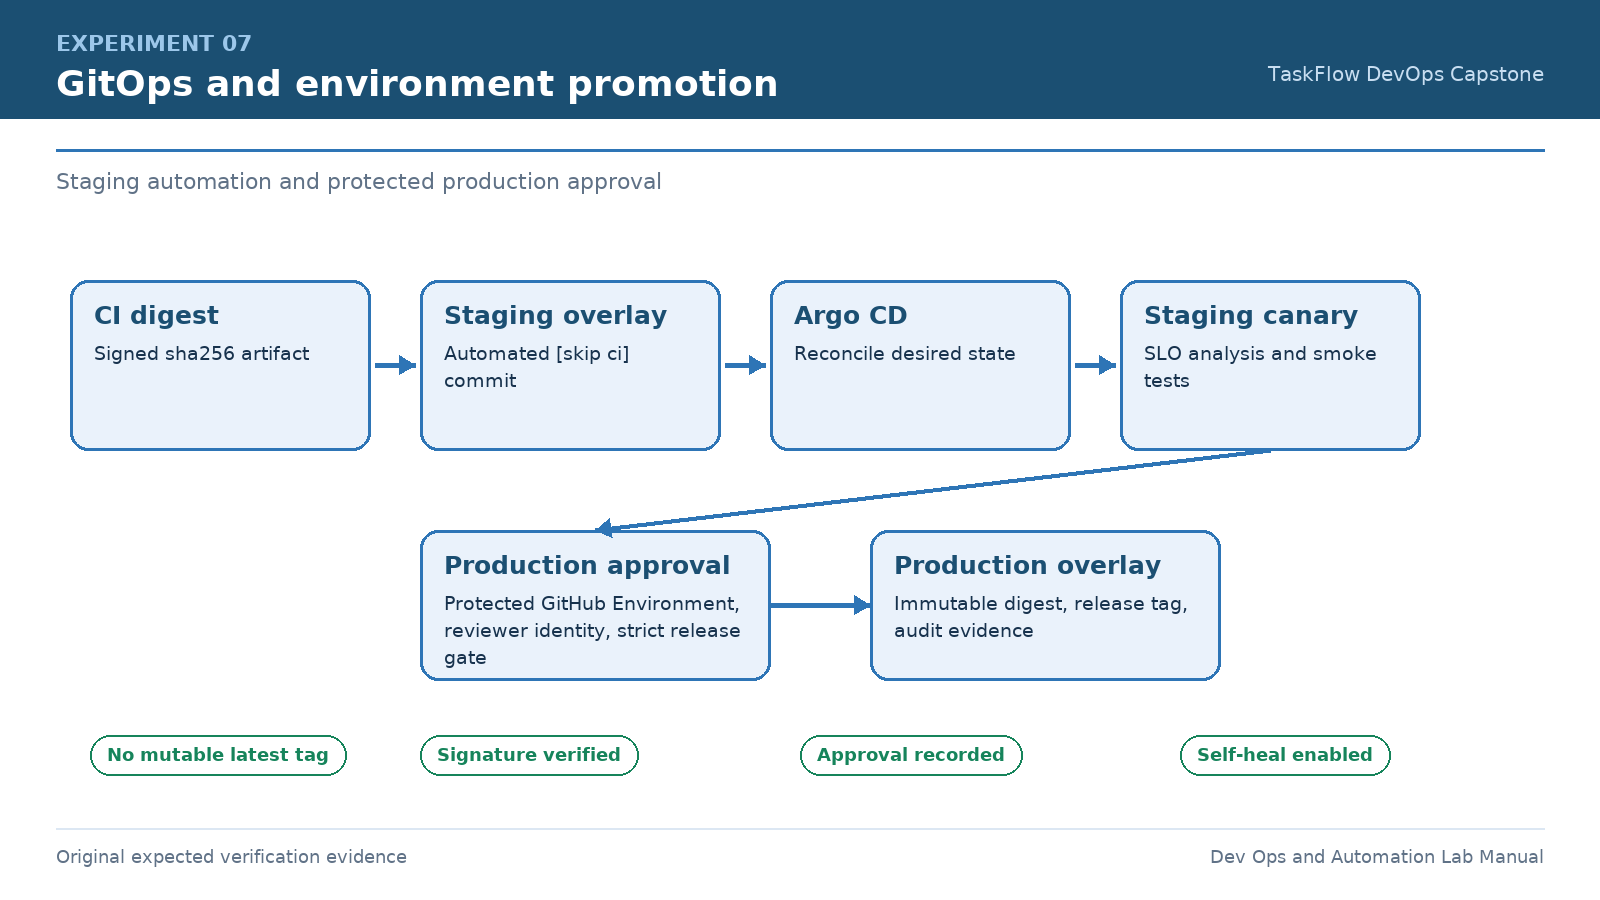 EXPERIMENT 07
GitOps and environment promotion
TaskFlow DevOps Capstone
Staging automation and protected production approval
CI digest
Signed sha256 artifact
Staging overlay
Automated [skip ci]
commit
Argo CD
Reconcile desired state
Staging canary
SLO analysis and smoke
tests
Production approval
Protected GitHub Environment,
reviewer identity, strict release
gate
Production overlay
Immutable digest, release tag,
audit evidence
No mutable latest tag
Signature verified
Approval recorded
Self-heal enabled
Original expected verification evidence
Dev Ops and Automation Lab Manual